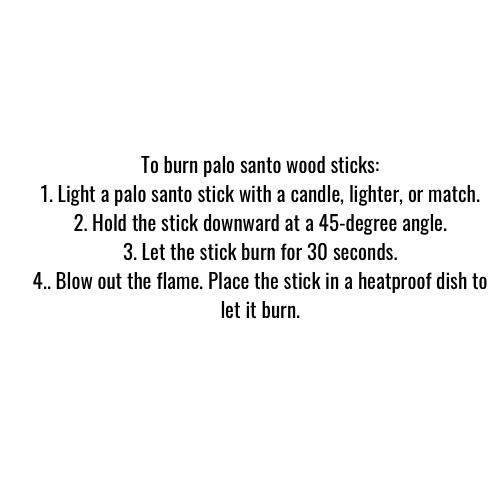 To burn palo santo wood sticks:
1. Light a palo santo stick with a candle, lighter, or match.
2. Hold the stick downward at a 45-degree angle.
3. Let the stick burn for 30 seconds.
4.. Blow out the flame. Place the stick in a heatproof dish to
let it burn.